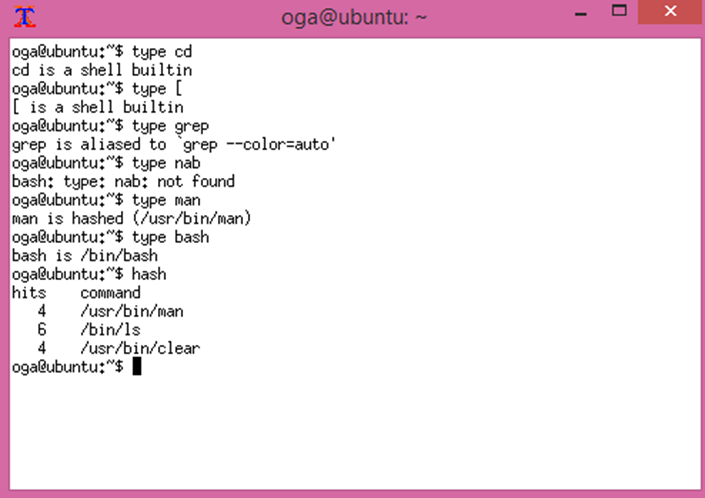 oga@ubuntu: ~
oga@ubuntu:~$ type cd
cd is a shell builtin
oga@ubuntu:~$ type [
[ is a shell builtin
oga@ubuntu:~$ type grep
grep is aliased to `grep --color=auto'
oga@ubuntu:~$ type nab
bash: type: nab: not found
oga@ubuntu:~$ type man
man is hashed (/usr/bin/man)
oga@ubuntu:~$ type bash
bash is /bin/bash
oga@ubuntu:~$ hash
hits    command
   4    /usr/bin/man
   6    /bin/ls
   4    /usr/bin/clear
oga@ubuntu:~$